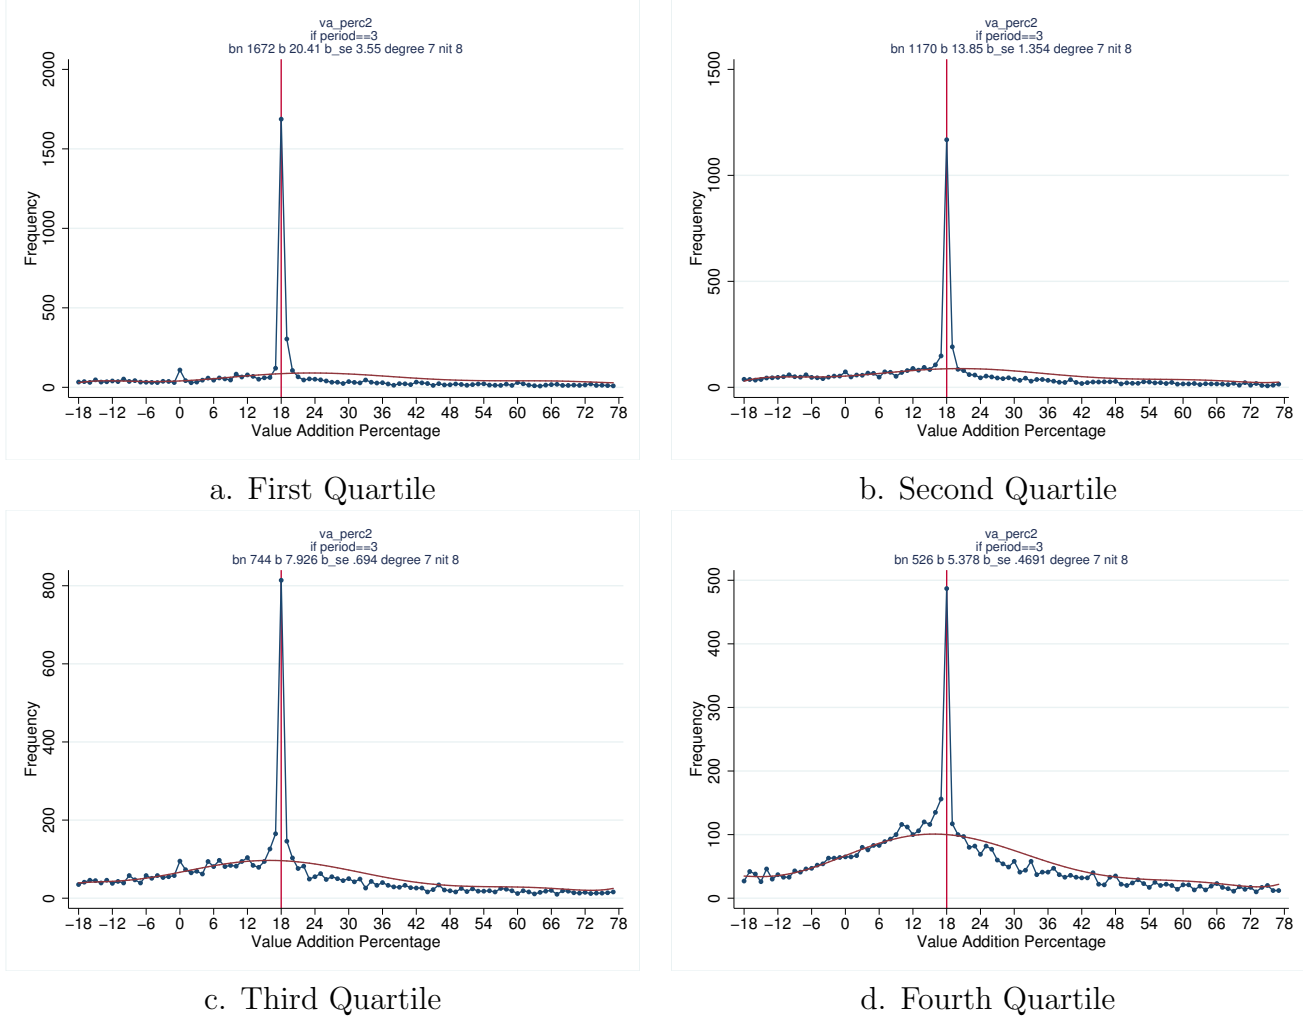 va_perc2
if period==3
bn 1672 b 20.41 b_se 3.55 degree 7 nit 8
Frequency
2000
1500
1000
500
0
−18 −12 −6 0 6 12 18 24 30 36 42 48 54 60 66 72 78
Value Addition Percentage
a. First Quartile
va_perc2
if period==3
bn 1170 b 13.85 b_se 1.354 degree 7 nit 8
Frequency
1500
1000
500
0
−18 −12 −6 0 6 12 18 24 30 36 42 48 54 60 66 72 78
Value Addition Percentage
b. Second Quartile
va_perc2
if period==3
bn 744 b 7.926 b_se .694 degree 7 nit 8
Frequency
800
600
400
200
0
−18 −12 −6 0 6 12 18 24 30 36 42 48 54 60 66 72 78
Value Addition Percentage
c. Third Quartile
va_perc2
if period==3
bn 526 b 5.378 b_se .4691 degree 7 nit 8
Frequency
500
400
300
200
100
0
−18 −12 −6 0 6 12 18 24 30 36 42 48 54 60 66 72 78
Value Addition Percentage
d. Fourth Quartile